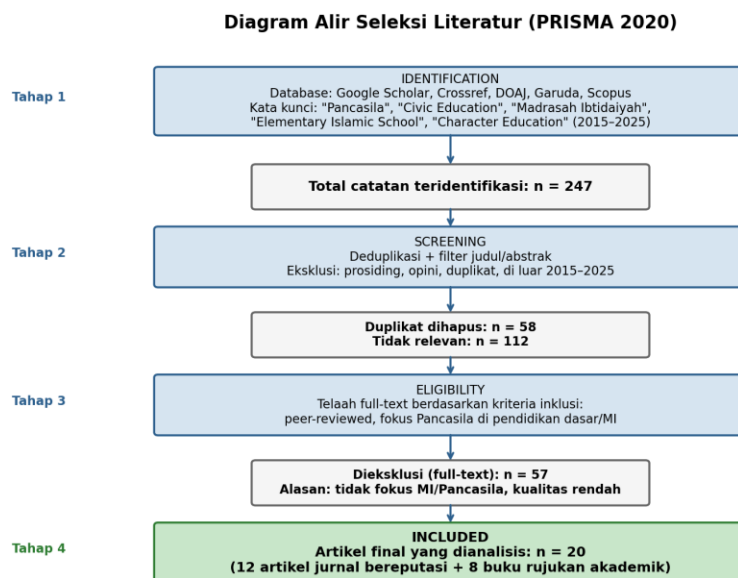 Diagram Alir Seleksi Literatur (PRISMA 2020)
Tahap 1
IDENTIFICATION
Database: Google Scholar, Crossref, DOAJ, Garuda, Scopus
Kata kunci: "Pancasila", "Civic Education", "Madrasah Ibtidaiyah",
"Elementary Islamic School", "Character Education" (2015–2025)
Total catatan teridentifikasi: n = 247
Tahap 2
SCREENING
Deduplikasi + filter judul/abstrak
Eksklusi: prosiding, opini, duplikat, di luar 2015–2025
Duplikat dihapus: n = 58
Tidak relevan: n = 112
Tahap 3
ELIGIBILITY
Telaah full-text berdasarkan kriteria inklusi:
peer-reviewed, fokus Pancasila di pendidikan dasar/MI
Dieksklusi (full-text): n = 57
Alasan: tidak fokus MI/Pancasila, kualitas rendah
Tahap 4
INCLUDED
Artikel final yang dianalisis: n = 20
(12 artikel jurnal bereputasi + 8 buku rujukan akademik)